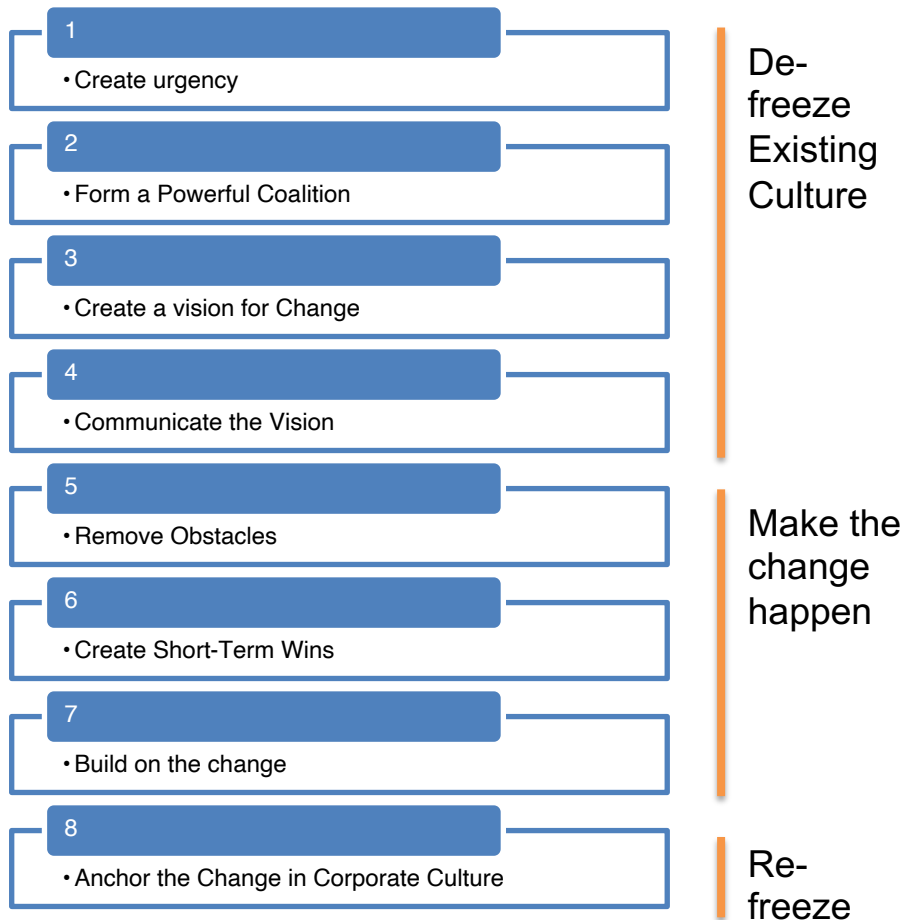 1
• Create urgency
2
• Form a Powerful Coalition
3
• Create a vision for Change
4
• Communicate the Vision
5
• Remove Obstacles
6
• Create Short-Term Wins
7
• Build on the change
8
• Anchor the Change in Corporate Culture
De-
freeze
Existing
Culture
Make the
change
happen
Re-
freeze